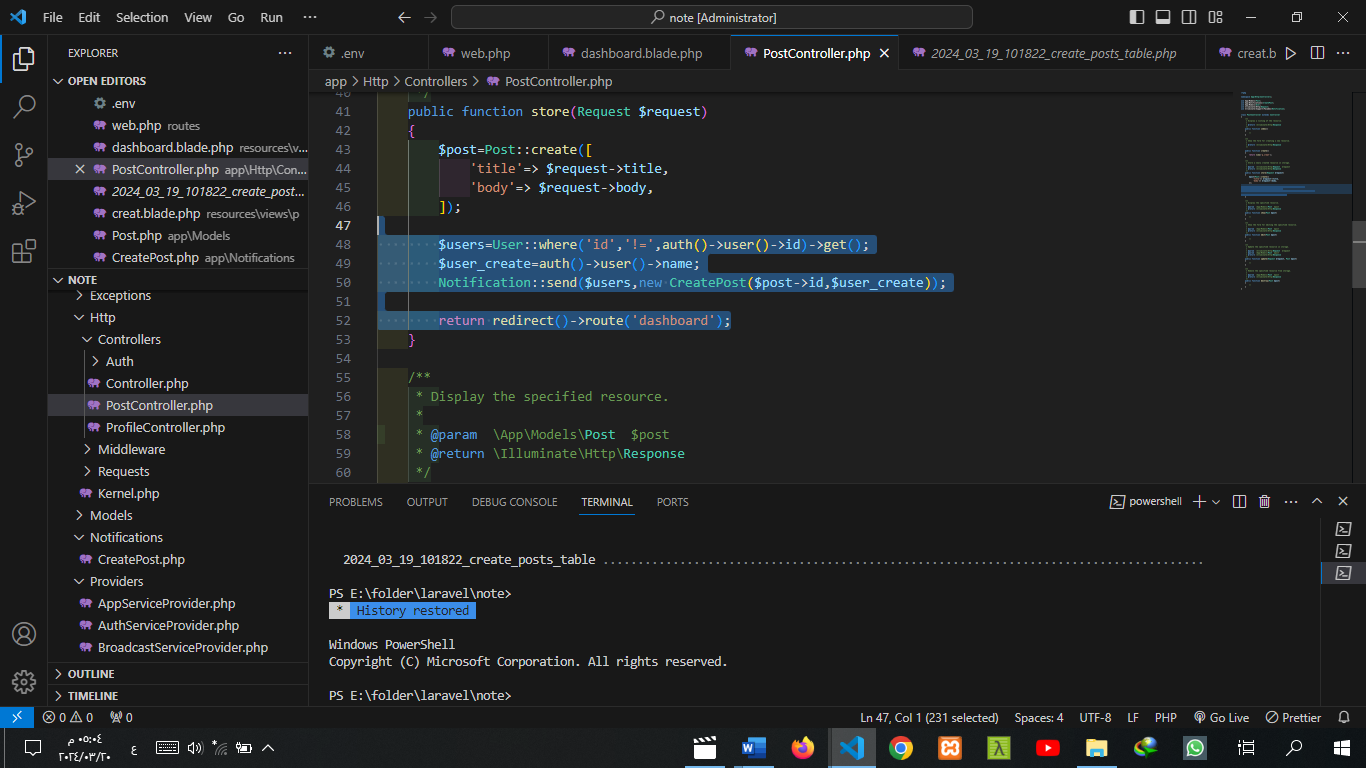 File Edit Selection View Go Run ··· note [Administrator]
EXPLORER ···
OPEN EDITORS
.env
web.php routes
dashboard.blade.php resources\v...
PostController.php app\Http\Con...
2024_03_19_101822_create_post...
creat.blade.php resources\views\p
Post.php app\Models
CreatePost.php app\Notifications
NOTE
Exceptions
Http
Controllers
Auth
Controller.php
PostController.php
ProfileController.php
Middleware
Requests
Kernel.php
Models
Notifications
CreatePost.php
Providers
AppServiceProvider.php
AuthServiceProvider.php
BroadcastServiceProvider.php
OUTLINE
TIMELINE
.env web.php dashboard.blade.php PostController.php 2024_03_19_101822_create_posts_table.php creat.b
app > Http > Controllers > PostController.php
40 */
41 public function store(Request $request)
42 {
43 $post=Post::create([
44 'title'=> $request->title,
45 'body'=> $request->body,
46 ]);
47
48 $users=User::where('id','!=',auth()->user()->id)->get();
49 $user_create=auth()->user()->name;
50 Notification::send($users,new CreatePost($post->id,$user_create));
51
52 return redirect()->route('dashboard');
53 }
54
55 /**
56 * Display the specified resource.
57 *
58 * @param  \App\Models\Post  $post
59 * @return \Illuminate\Http\Response
60 */
PROBLEMS OUTPUT DEBUG CONSOLE TERMINAL PORTS powershell
2024_03_19_101822_create_posts_table ......................................................................................
PS E:\folder\laravel\note>
* History restored
Windows PowerShell
Copyright (C) Microsoft Corporation. All rights reserved.
PS E:\folder\laravel\note>
0 0 0 Ln 47, Col 1 (231 selected) Spaces: 4 UTF-8 LF PHP Go Live Prettier
٠٥:٠٤ م
٢٠٢٤/٠٣/٢٠
ع